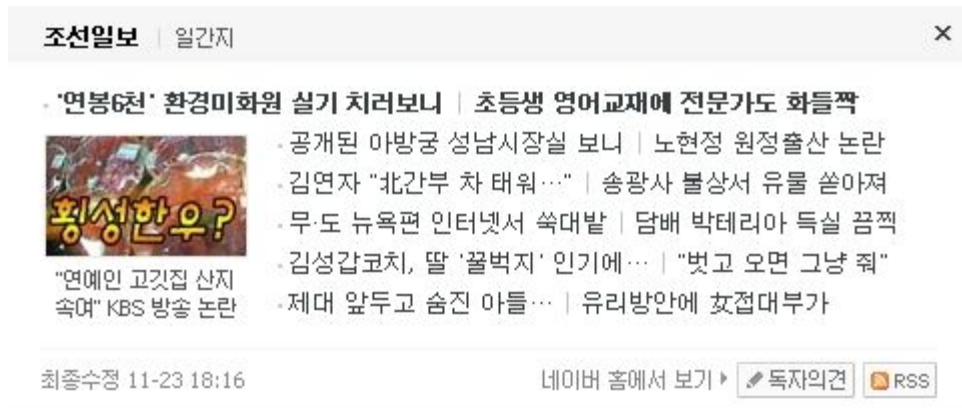 조선일보 | 일간지 ×
'연봉6천' 환경미화원 실기 치러보니 | 초등생 영어교재에 전문가도 화들짝
공개된 아방궁 성남시장실 보니 | 노현정 원정출산 논란
김연자 "北간부 차 태워…" | 송광사 불상서 유물 쏟아져
무·도 뉴욕편 인터넷서 쑥대밭 | 담배 박테리아 득실 끔찍
김성갑코치, 딸 '꿀벅지' 인기에… | "벗고 오면 그냥 줘"
제대 앞두고 숨진 아들… | 유리방안에 女접대부가
횡성한우?
"연예인 고깃집 산지
속여" KBS 방송 논란
최종수정 11-23 18:16
네이버 홈에서 보기 독자의견 RSS